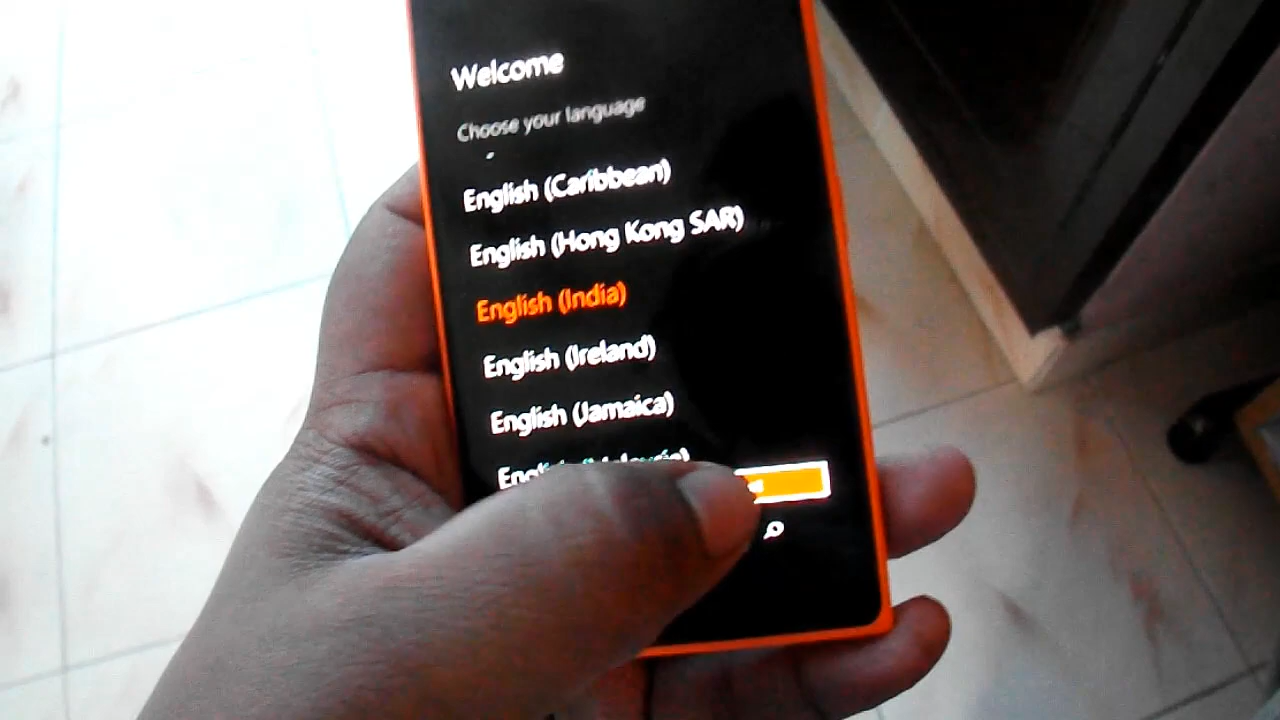 Welcome
Choose your language
English (Caribbean)
English (Hong Kong SAR)
English (India)
English (Ireland)
English (Jamaica)